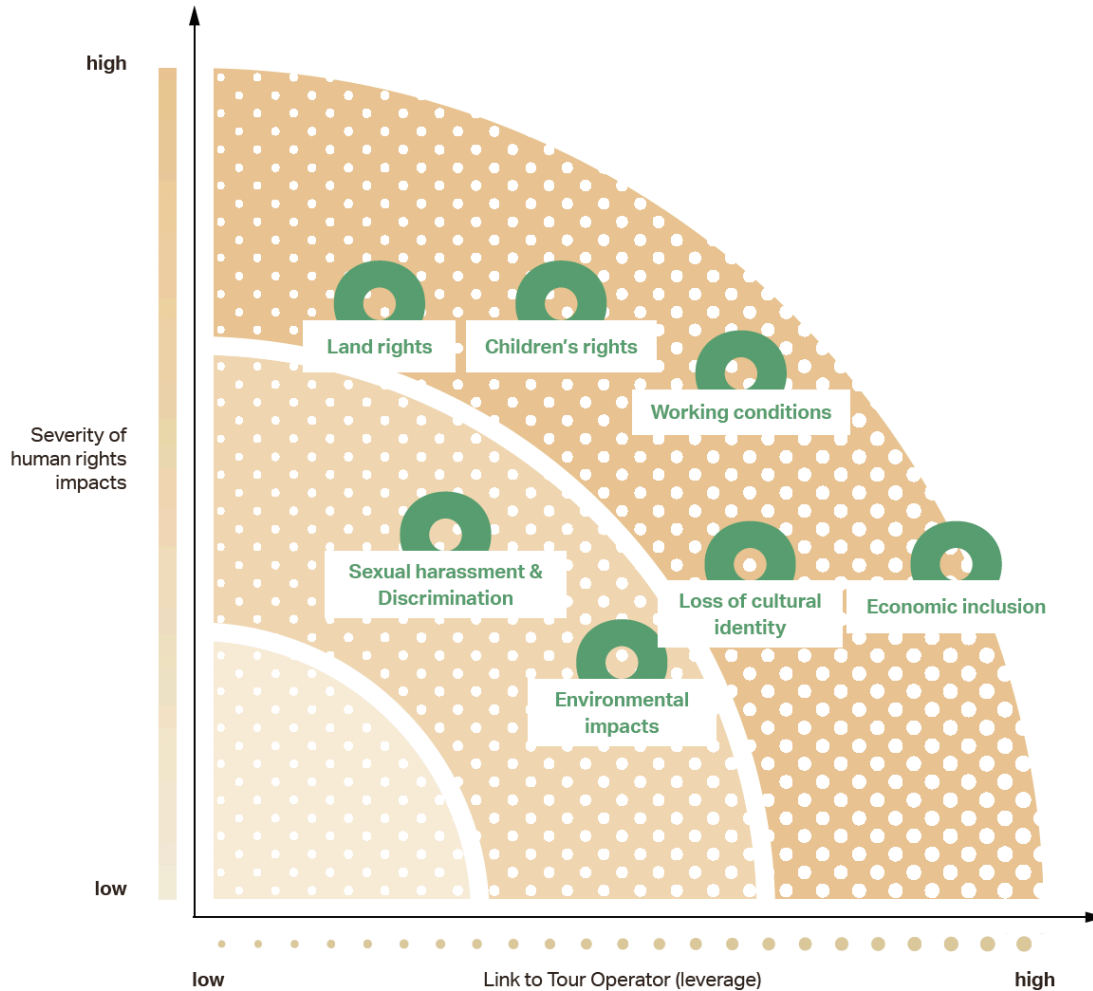 high
Land rights
Children's rights
Working conditions
Severity of
human rights
impacts
Sexual harassment &
Discrimination
Loss of cultural
identity
Economic inclusion
Environmental
impacts
low
low
Link to Tour Operator (leverage)
high